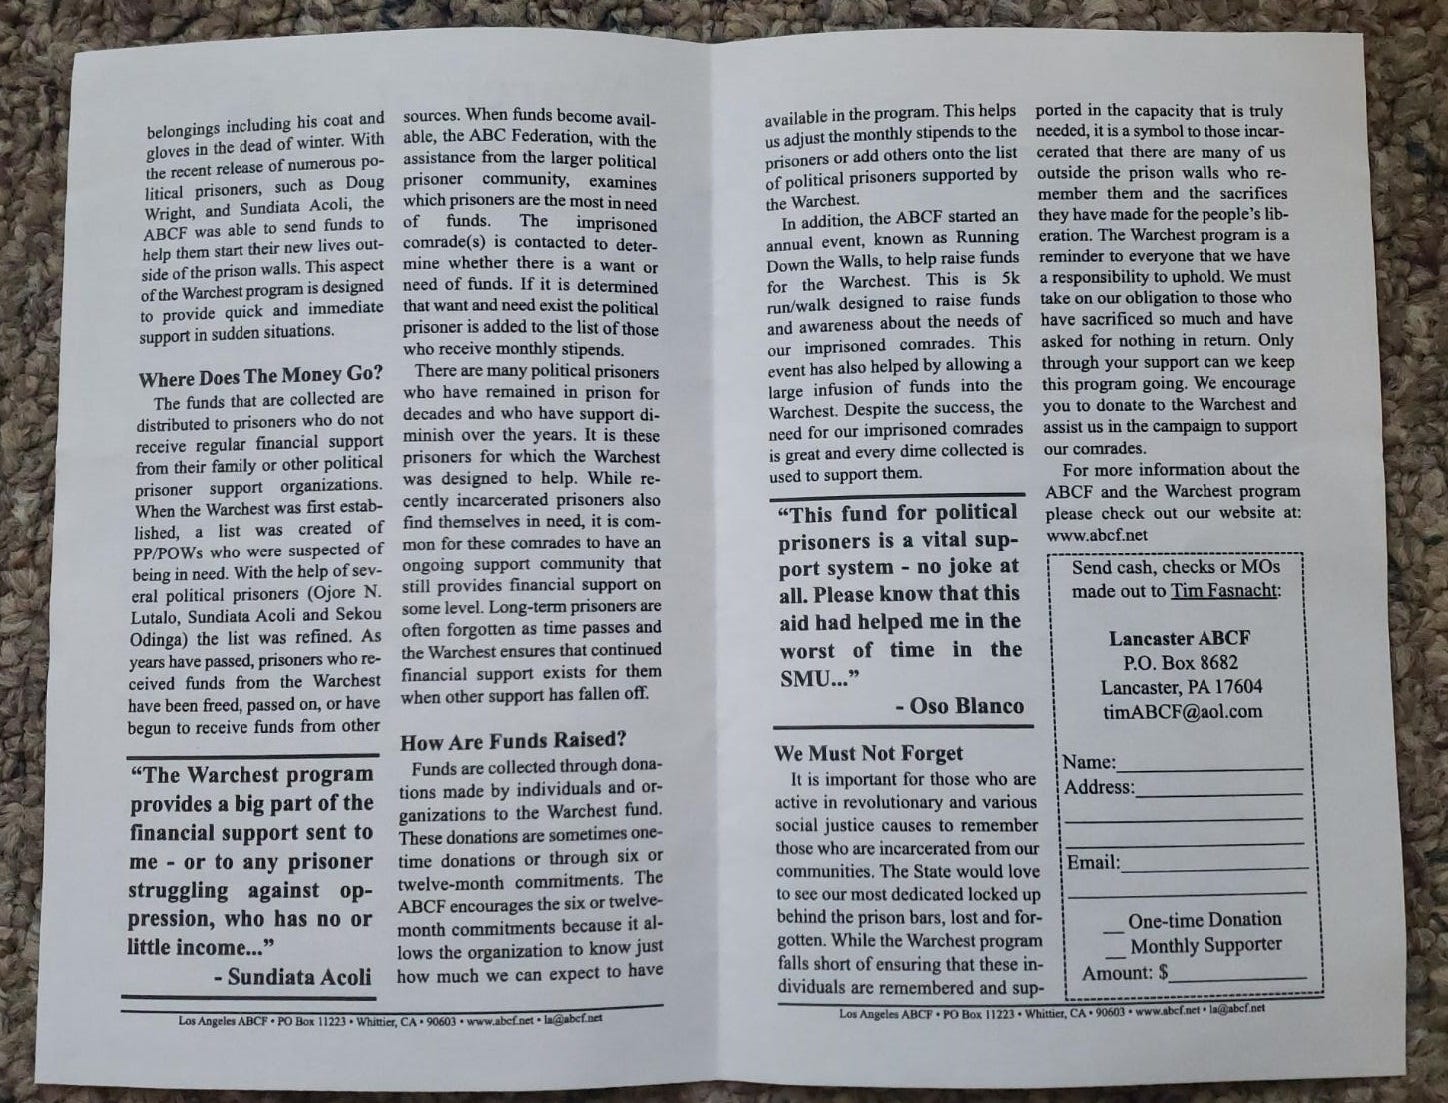 belongings including his coat and
gloves in the dead of winter. With
the recent release of numerous po-
litical prisoners, such as Doug
Wright, and Sundiata Acoli, the
ABCF was able to send funds to
help them start their new lives out-
side of the prison walls. This aspect
of the Warchest program is designed
to provide quick and immediate
support in sudden situations.
Where Does The Money Go?
The funds that are collected are
distributed to prisoners who do not
receive regular financial support
from their family or other political
prisoner support organizations.
When the Warchest was first estab-
lished, a list was created of
PP/POWs who were suspected of
being in need. With the help of sev-
eral political prisoners (Ojore N.
Lutalo, Sundiata Acoli and Sekou
Odinga) the list was refined. As
years have passed, prisoners who re-
ceived funds from the Warchest
have been freed, passed on, or have
begun to receive funds from other
“The Warchest program
provides a big part of the
financial support sent to
me - or to any prisoner
struggling against op-
pression, who has no or
little income...”
- Sundiata Acoli
sources. When funds become avail-
able, the ABC Federation, with the
assistance from the larger political
prisoner community, examines
which prisoners are the most in need
of funds. The imprisoned
comrade(s) is contacted to deter-
mine whether there is a want or
need of funds. If it is determined
that want and need exist the political
prisoner is added to the list of those
who receive monthly stipends.
There are many political prisoners
who have remained in prison for
decades and who have support di-
minish over the years. It is these
prisoners for which the Warchest
was designed to help. While re-
cently incarcerated prisoners also
find themselves in need, it is com-
mon for these comrades to have an
ongoing support community that
still provides financial support on
some level. Long-term prisoners are
often forgotten as time passes and
the Warchest ensures that continued
financial support exists for them
when other support has fallen off.
How Are Funds Raised?
Funds are collected through dona-
tions made by individuals and or-
ganizations to the Warchest fund.
These donations are sometimes one-
time donations or through six or
twelve-month commitments. The
ABCF encourages the six or twelve-
month commitments because it al-
lows the organization to know just
how much we can expect to have
Los Angeles ABCF • PO Box 11223 • Whittier, CA • 90603 • www.abcf.net • la@abcf.net
available in the program. This helps
us adjust the monthly stipends to the
prisoners or add others onto the list
of political prisoners supported by
the Warchest.
In addition, the ABCF started an
annual event, known as Running
Down the Walls, to help raise funds
for the Warchest. This is 5k
run/walk designed to raise funds
and awareness about the needs of
our imprisoned comrades. This
event has also helped by allowing a
large infusion of funds into the
Warchest. Despite the success, the
need for our imprisoned comrades
is great and every dime collected is
used to support them.
“This fund for political
prisoners is a vital sup-
port system - no joke at
all. Please know that this
aid had helped me in the
worst of time in the
SMU...”
- Oso Blanco
We Must Not Forget
It is important for those who are
active in revolutionary and various
social justice causes to remember
those who are incarcerated from our
communities. The State would love
to see our most dedicated locked up
behind the prison bars, lost and for-
gotten. While the Warchest program
falls short of ensuring that these in-
dividuals are remembered and sup-
ported in the capacity that is truly
needed, it is a symbol to those incar-
cerated that there are many of us
outside the prison walls who re-
member them and the sacrifices
they have made for the people’s lib-
eration. The Warchest program is a
reminder to everyone that we have
a responsibility to uphold. We must
take on our obligation to those who
have sacrificed so much and have
asked for nothing in return. Only
through your support can we keep
this program going. We encourage
you to donate to the Warchest and
assist us in the campaign to support
our comrades.
For more information about the
ABCF and the Warchest program
please check out our website at:
www.abcf.net
Send cash, checks or MOs
made out to Tim Fasnacht:
Lancaster ABCF
P.O. Box 8682
Lancaster, PA 17604
timABCF@aol.com
Name:
Address:
Email:
__ One-time Donation
__ Monthly Supporter
Amount: $
Los Angeles ABCF • PO Box 11223 • Whittier, CA • 90603 • www.abcf.net • la@abcf.net